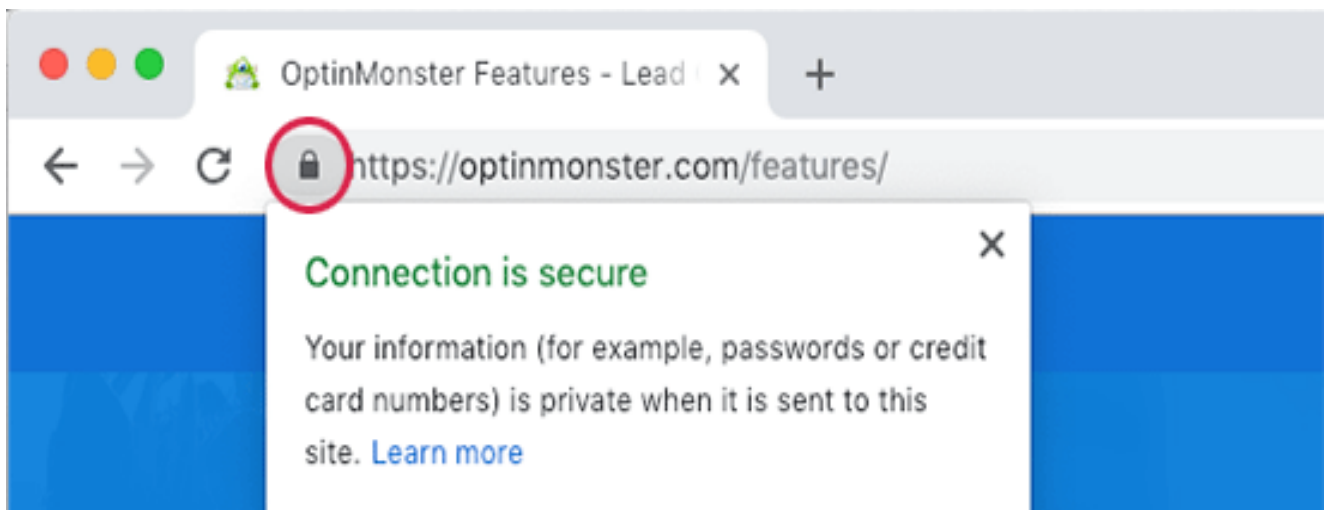 OptinMonster Features - Lead
https://optinmonster.com/features/
Connection is secure
Your information (for example, passwords or credit
card numbers) is private when it is sent to this
site. Learn more